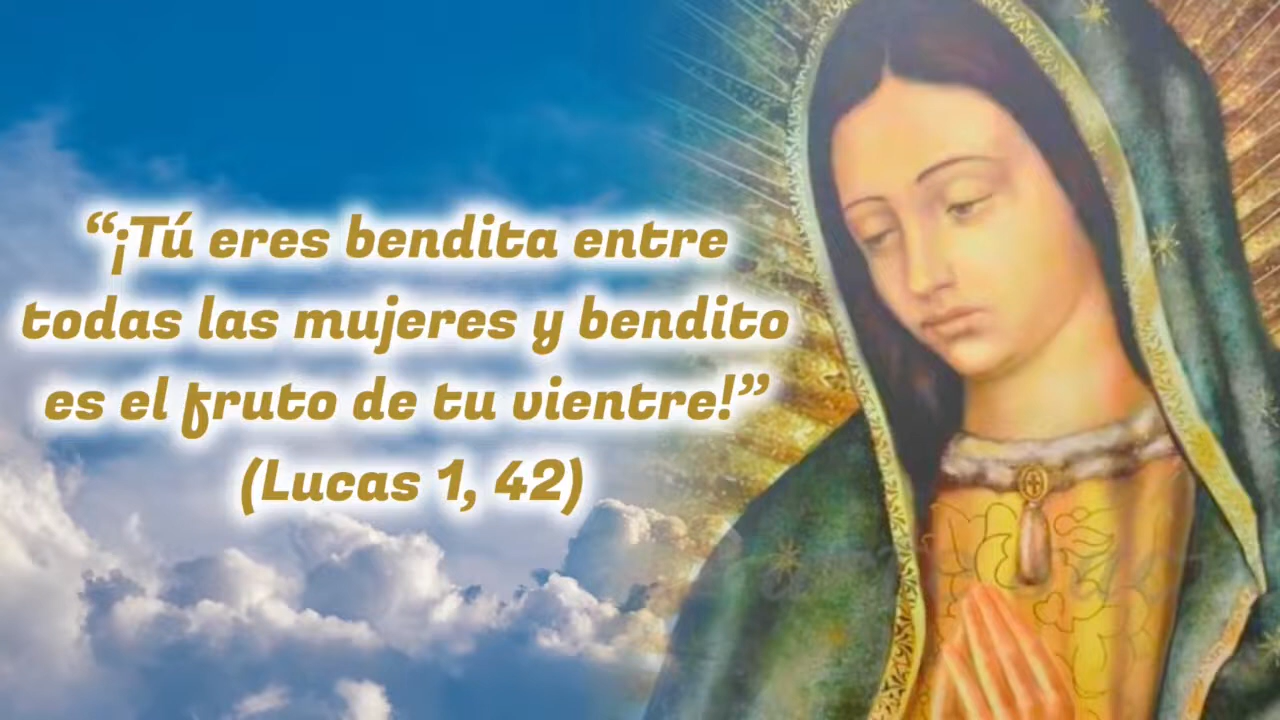 “¡Tú eres bendita entre
todas las mujeres y bendito
es el fruto de tu vientre!”
(Lucas 1, 42)